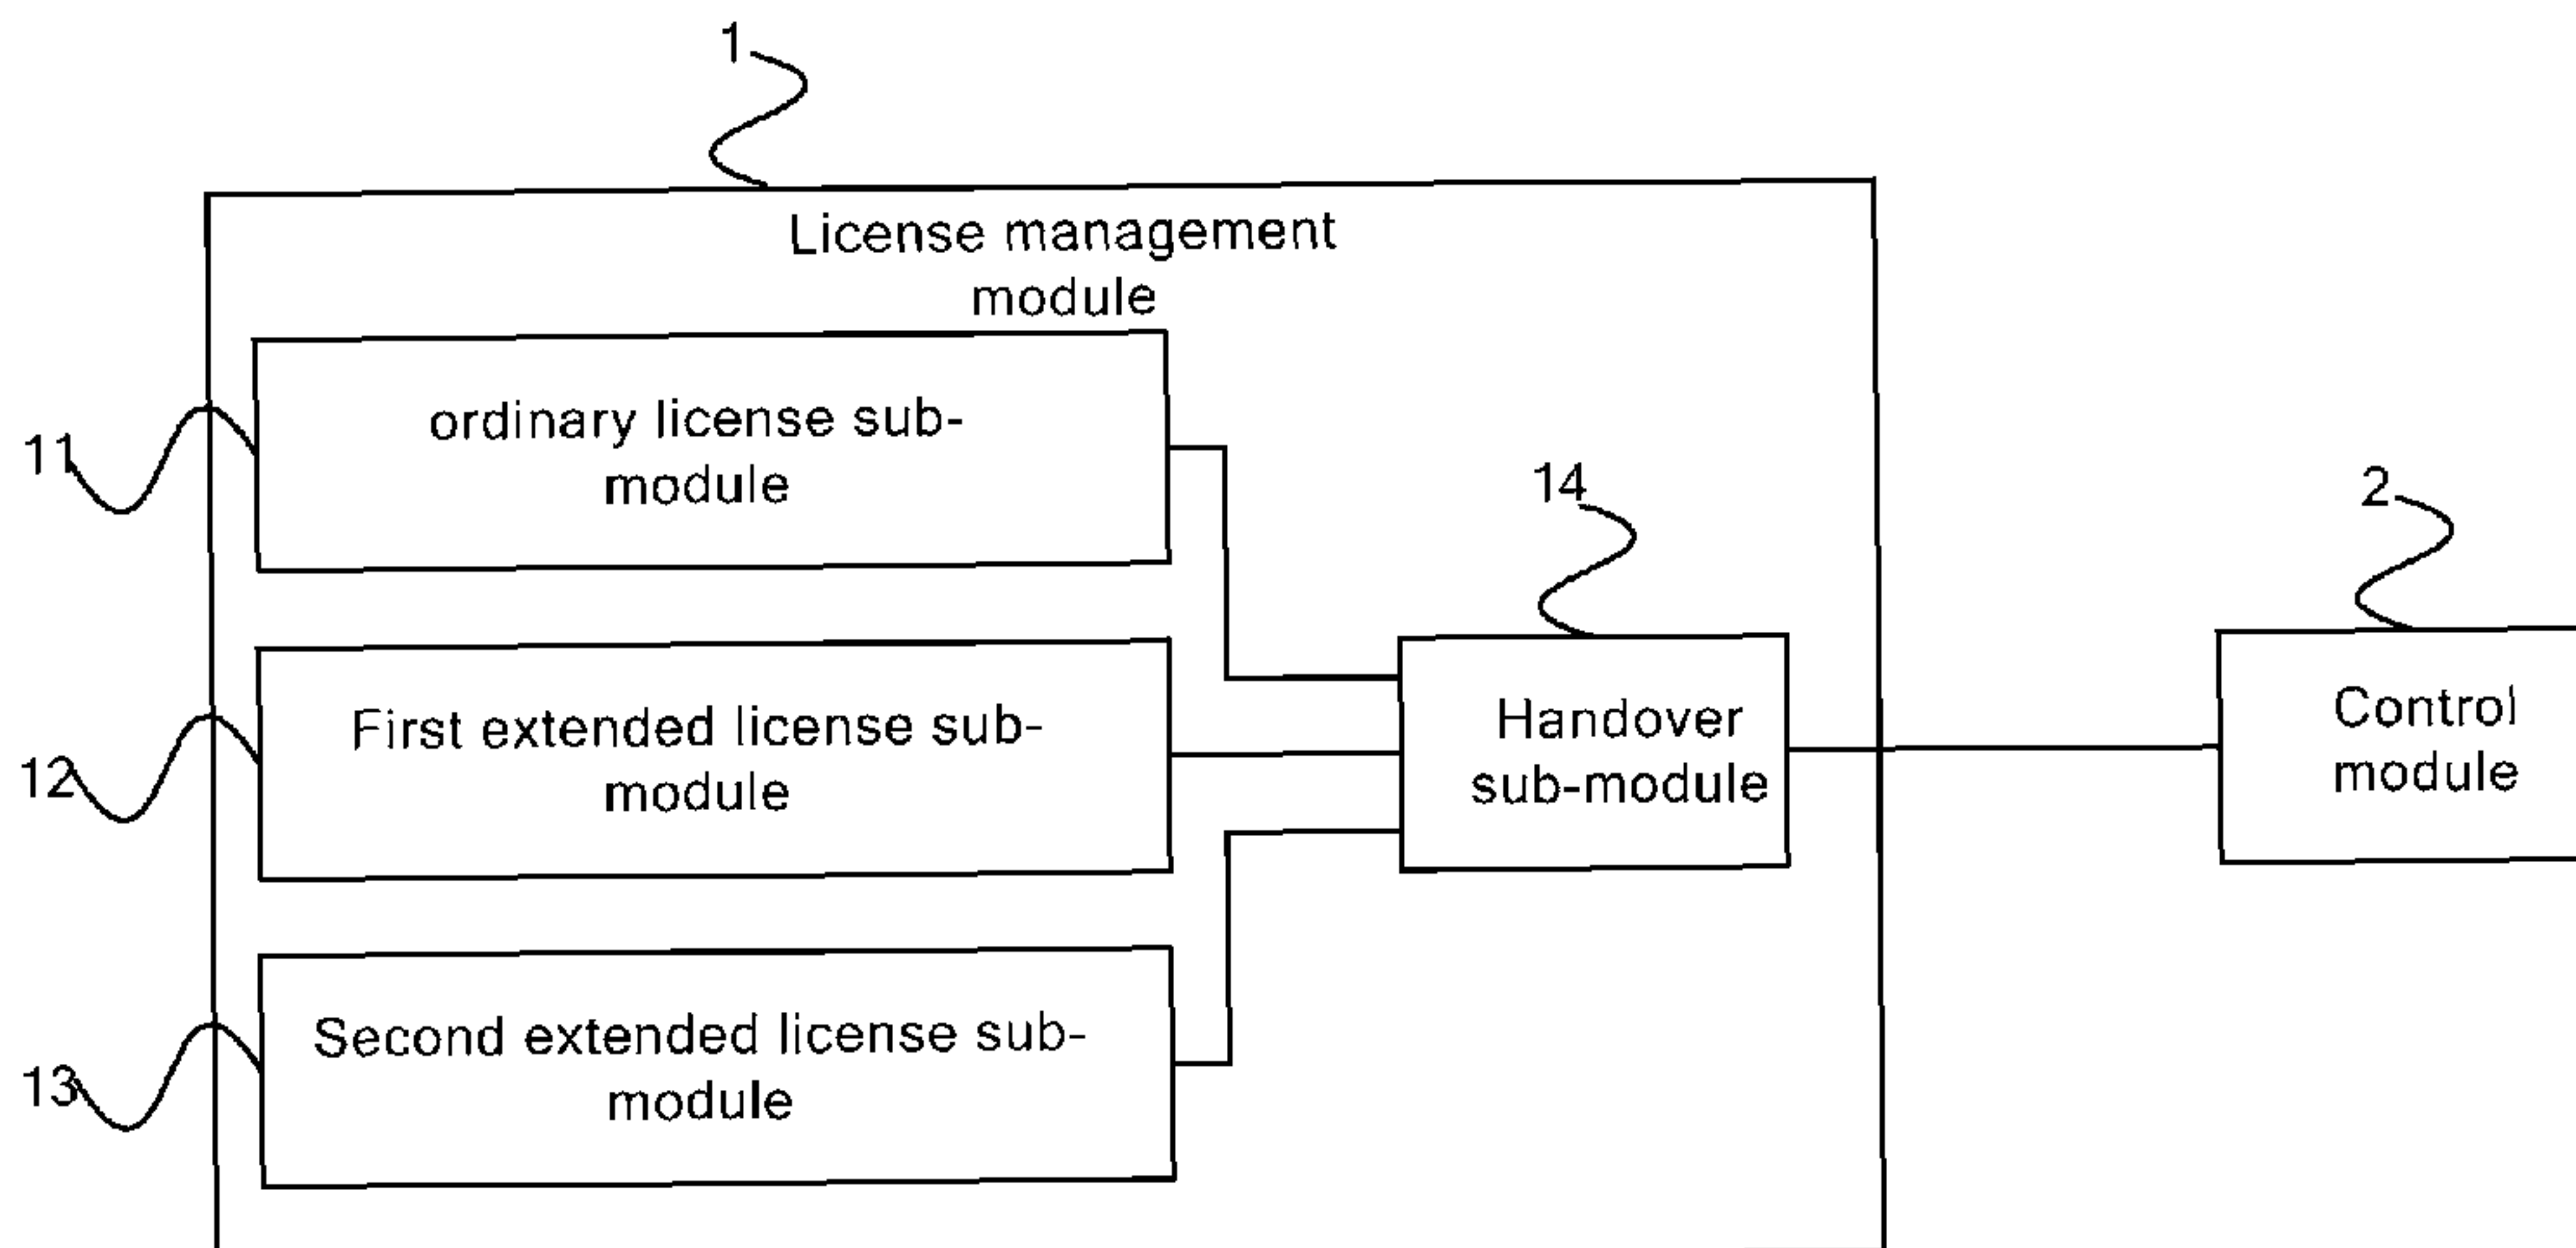 1
License management
module
11
ordinary license sub-
module
14
2
12
First extended license sub-
module
Handover
sub-module
Control
module
13
Second extended license sub-
module